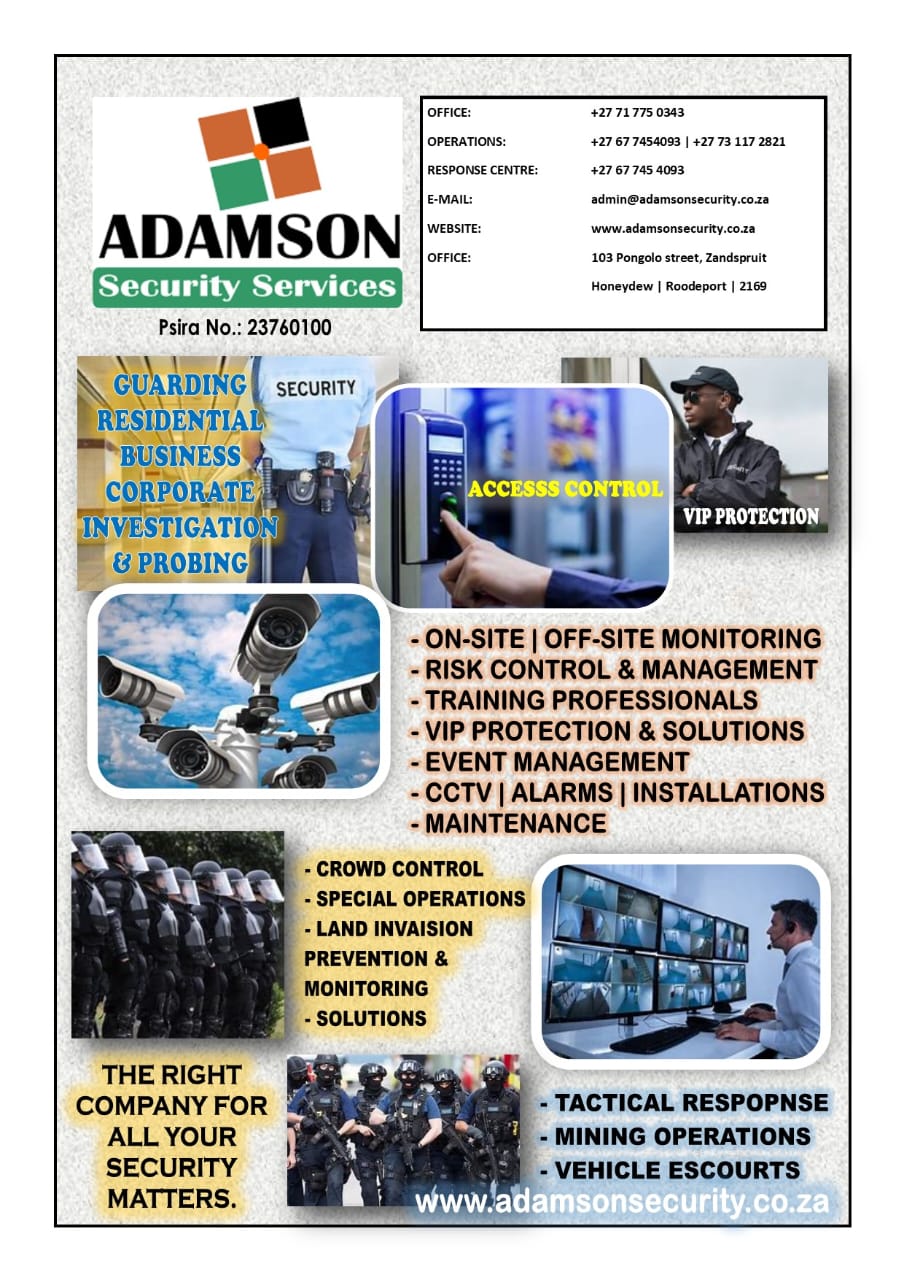 ADAMSON
Security Services
Psira No.: 23760100
OFFICE: +27 71 775 0343
OPERATIONS: +27 67 7454093 | +27 73 117 2821
RESPONSE CENTRE: +27 67 745 4093
E-MAIL: admin@adamsonsecurity.co.za
WEBSITE: www.adamsonsecurity.co.za
OFFICE: 103 Pongolo street, Zandspruit
Honeydew | Roodeport | 2169
GUARDING
RESIDENTIAL
BUSINESS
CORPORATE
INVESTIGATION
& PROBING
SECURITY
ACCESSS CONTROL
VIP PROTECTION
- ON-SITE | OFF-SITE MONITORING
- RISK CONTROL & MANAGEMENT
- TRAINING PROFESSIONALS
- VIP PROTECTION & SOLUTIONS
- EVENT MANAGEMENT
- CCTV | ALARMS | INSTALLATIONS
- MAINTENANCE
- CROWD CONTROL
- SPECIAL OPERATIONS
- LAND INVAISION
PREVENTION &
MONITORING
- SOLUTIONS
THE RIGHT
COMPANY FOR
ALL YOUR
SECURITY
MATTERS.
- TACTICAL RESPOPNSE
- MINING OPERATIONS
- VEHICLE ESCOURTS
www.adamsonsecurity.co.za